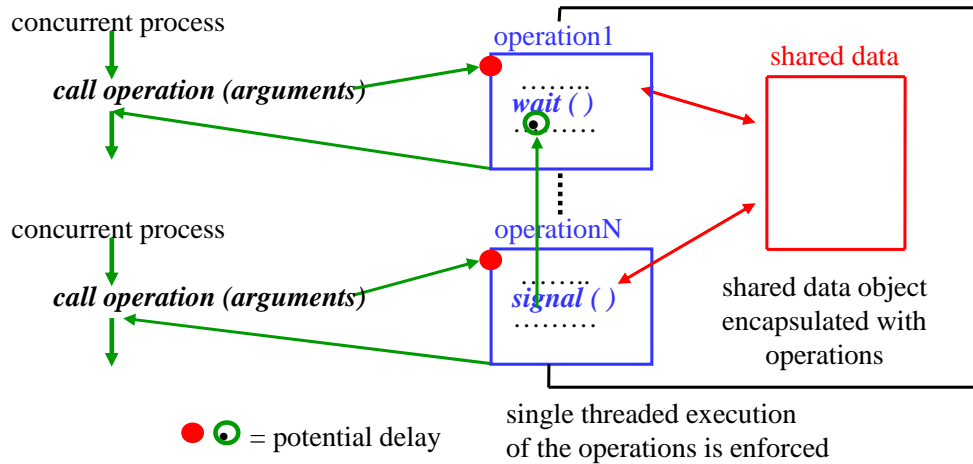 concurrent process
operation1
shared data
call operation (arguments)
. . . . . . . .
wait ( )
. . . . . . . . .
concurrent process
operationN
call operation (arguments)
. . . . . . . .
signal ( )
. . . . . . . . .
shared data object
encapsulated with
operations
single threaded execution
of the operations is enforced
= potential delay